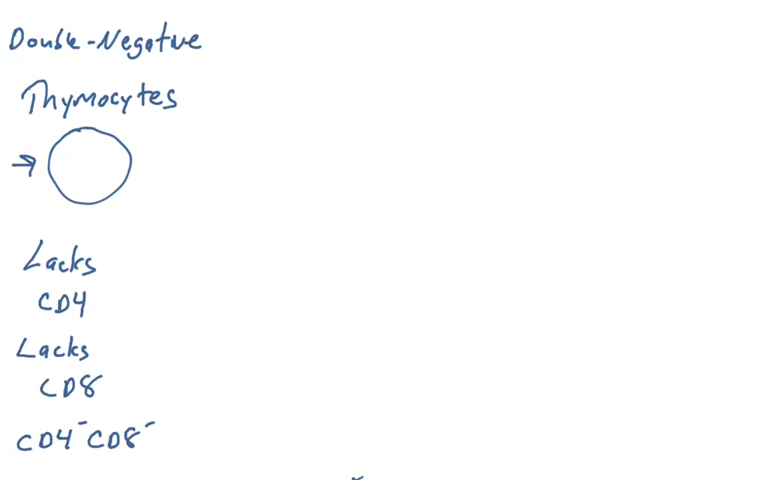 Double-Negative
Thymocytes
→
Lacks
CD4
Lacks
CD8
CD4⁻CD8⁻